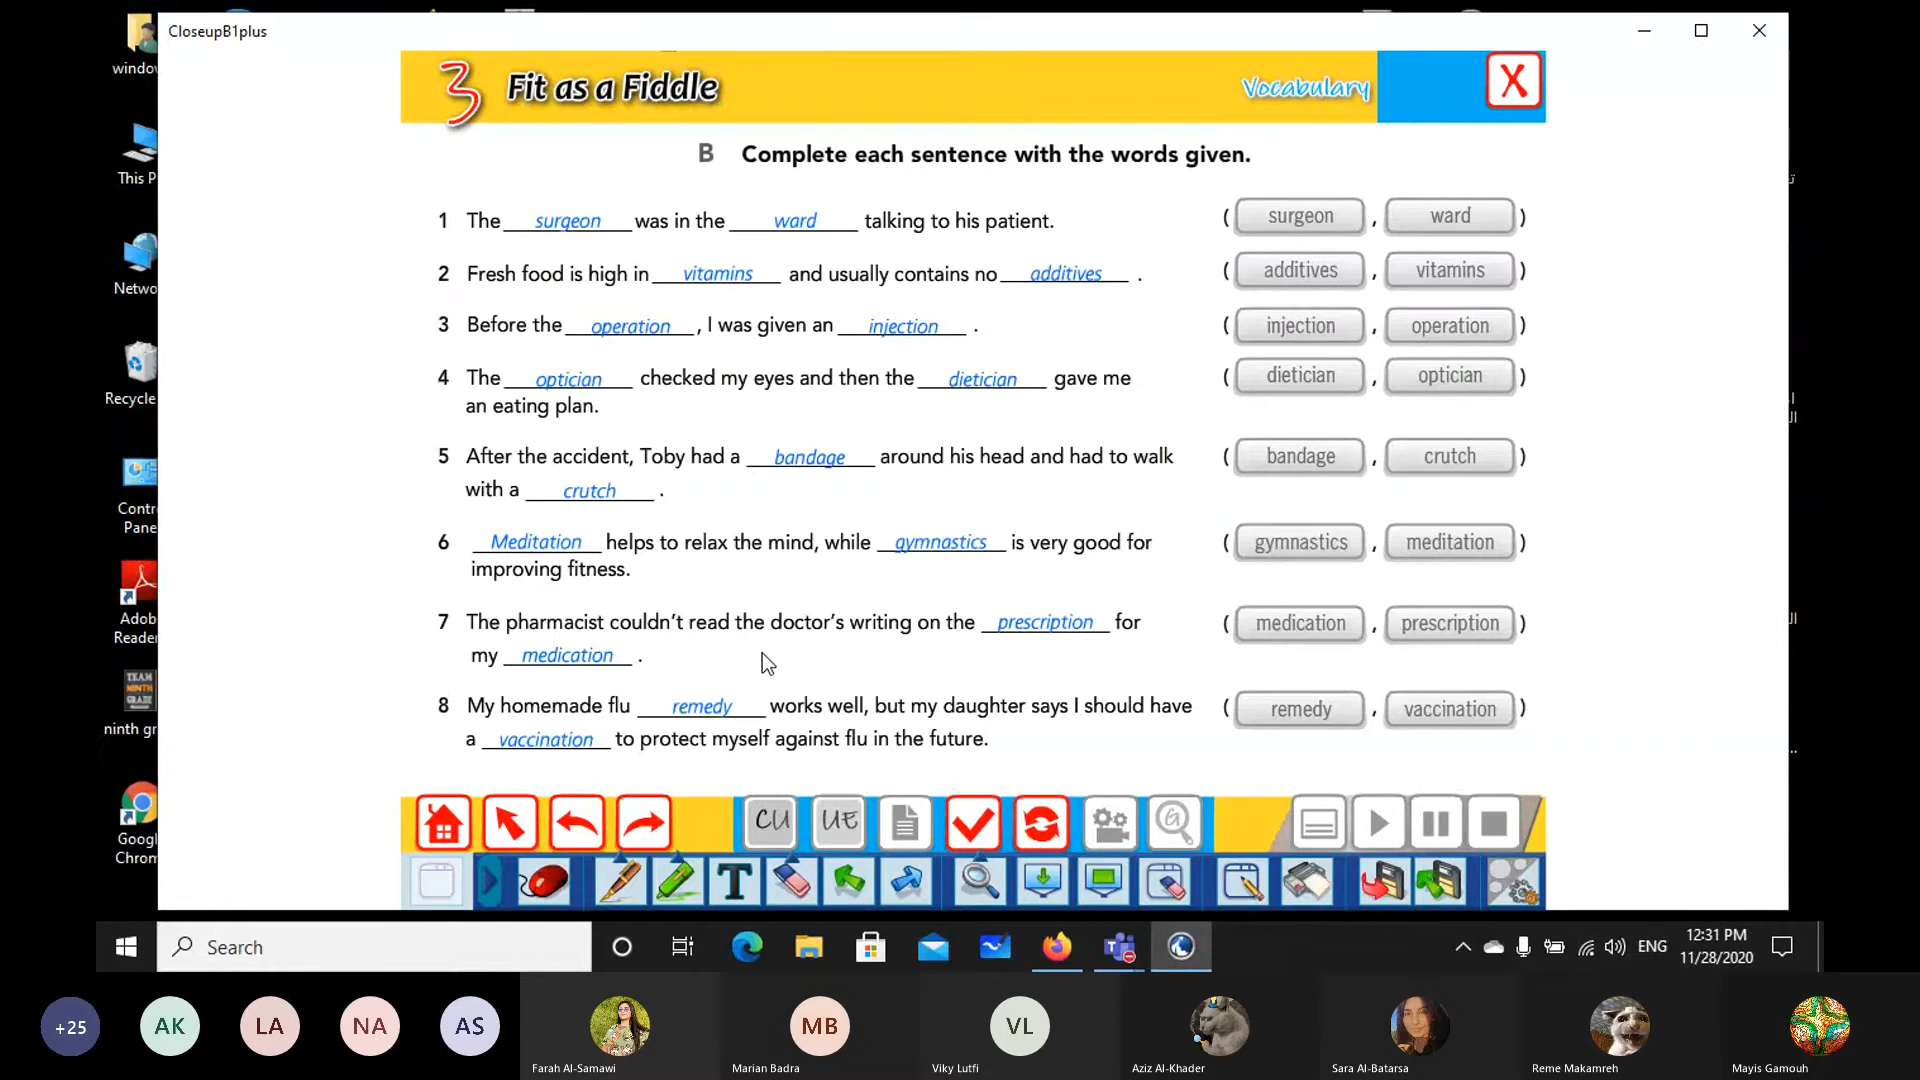 CloseupB1plus
3 Fit as a Fiddle
Vocabulary
X
B Complete each sentence with the words given.
1 The surgeon was in the ward talking to his patient. ( surgeon , ward )
2 Fresh food is high in vitamins and usually contains no additives . ( additives , vitamins )
3 Before the operation , I was given an injection . ( injection , operation )
4 The optician checked my eyes and then the dietician gave me ( dietician , optician )
an eating plan.
5 After the accident, Toby had a bandage around his head and had to walk ( bandage , crutch )
with a crutch .
6 Meditation helps to relax the mind, while gymnastics is very good for ( gymnastics , meditation )
improving fitness.
7 The pharmacist couldn't read the doctor's writing on the prescription for ( medication , prescription )
my medication .
8 My homemade flu remedy works well, but my daughter says I should have ( remedy , vaccination )
a vaccination to protect myself against flu in the future.
CU UE
T
windo
This P
Netwo
Recycle
Contr
Pane
Adob
Reade
TEAM
NINTH
GRADE
ninth gr
Googl
Chrom
Search
ENG
12:31 PM
11/28/2020
+25 AK LA NA AS MB VL
Farah Al-Samawi Marian Badra Viky Lutfi Aziz Al-Khader Sara Al-Batarsa Reme Makamreh Mayis Gamouh